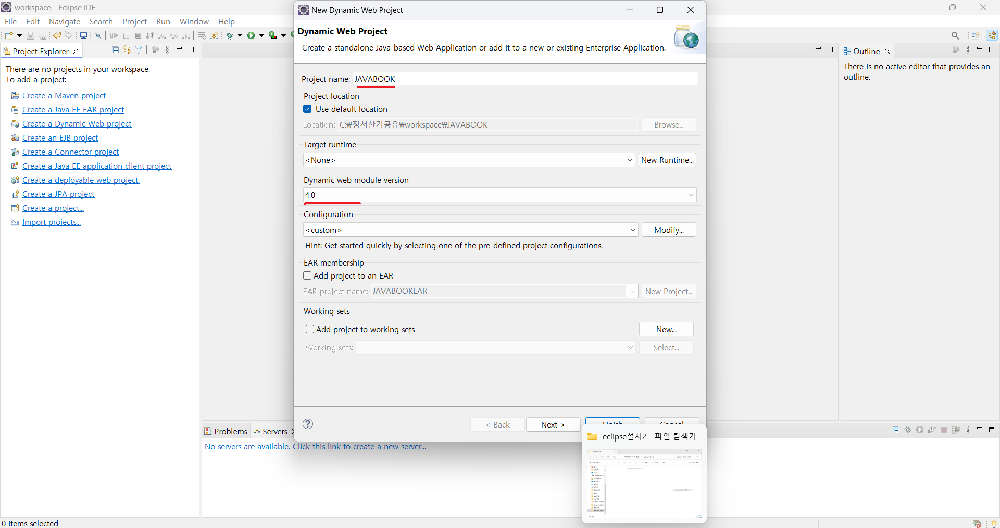 workspace - Eclipse IDE
File Edit Navigate Search Project Run Window Help
Project Explorer
There are no projects in your workspace.
To add a project:
Create a Maven project
Create a Java EE EAR project
Create a Dynamic Web project
Create an EJB project
Create a Connector project
Create a Java EE application client project
Create a deployable web project.
Create a JPA project
Create a project...
Import projects...
New Dynamic Web Project
Dynamic Web Project
Create a standalone Java-based Web Application or add it to a new or existing Enterprise Application.
Project name: JAVABOOK
Project location
Use default location
Location: C:₩정처산기공유₩workspace₩JAVABOOK Browse...
Target runtime
<None> New Runtime...
Dynamic web module version
4.0
Configuration
<custom> Modify...
Hint: Get started quickly by selecting one of the pre-defined project configurations.
EAR membership
Add project to an EAR
EAR project name: JAVABOOKEAR New Project...
Working sets
Add project to working sets New...
Working sets: Select...
< Back Next > Finish Cancel
Outline
There is no active editor that provides an
outline.
Problems Servers
No servers are available. Click this link to create a new server...
eclipse설치2 - 파일 탐색기
0 items selected